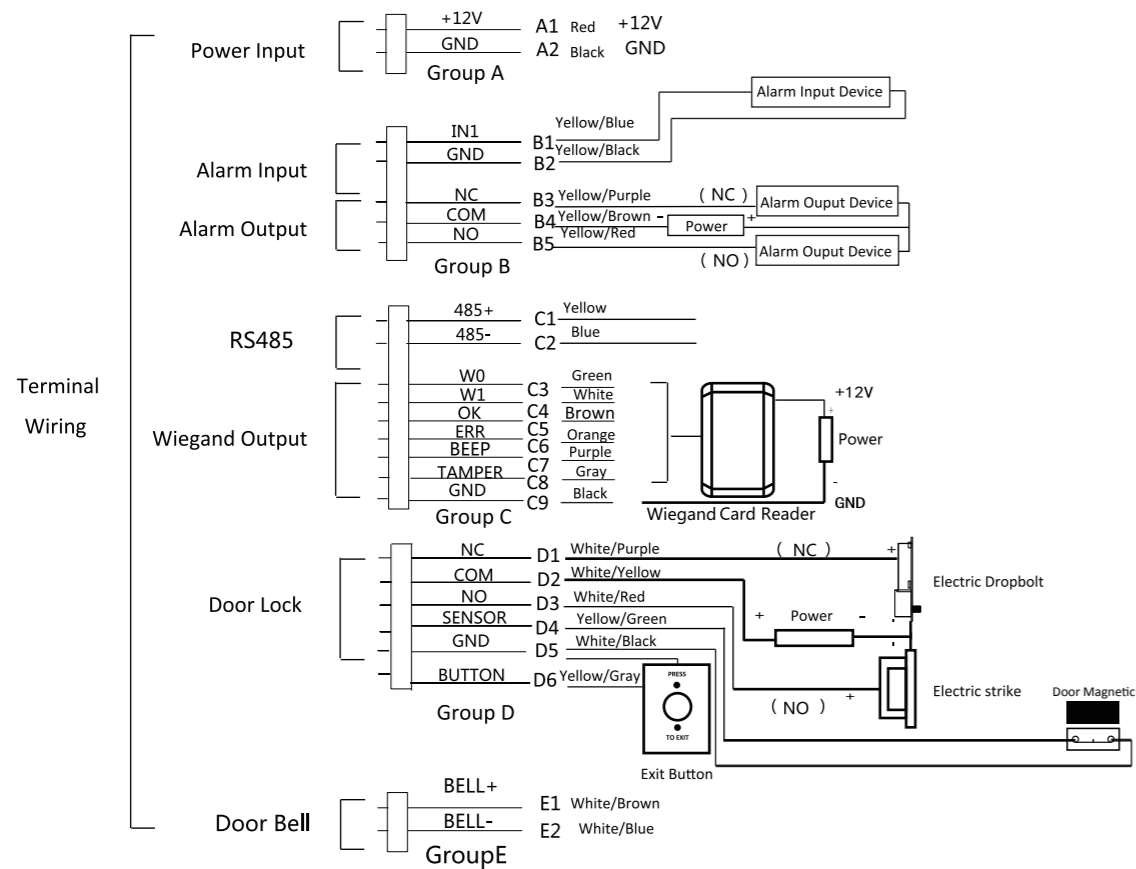 Terminal
Wiring
Power Input
+12V
A1 Red +12V
GND
A2 Black GND
Group A
Alarm Input Device
Alarm Input
IN1
B1 Yellow/Blue
GND
B2 Yellow/Black
Alarm Output
NC
B3 Yellow/Purple
( NC )
Alarm Ouput Device
COM
B4 Yellow/Brown
- Power +
NO
B5 Yellow/Red
( NO )
Alarm Ouput Device
Group B
RS485
485+
C1 Yellow
485-
C2 Blue
Wiegand Output
W0
C3 Green
W1
C4 White
OK
C5 Brown
ERR
C6 Orange
BEEP
C7 Purple
TAMPER
C8 Gray
GND
C9 Black
Group C
+12V
+
Power
-
GND
Wiegand Card Reader
Door Lock
NC
D1 White/Purple
( NC )
+
Electric Dropbolt
COM
D2 White/Yellow
NO
D3 White/Red
+ Power -
SENSOR
D4 Yellow/Green
GND
D5 White/Black
BUTTON
D6 Yellow/Gray
Group D
PRESS
TO EXIT
Exit Button
( NO )
+
Electric strike
Door Magnetic
Door Bell
BELL+
E1 White/Brown
BELL-
E2 White/Blue
GroupE